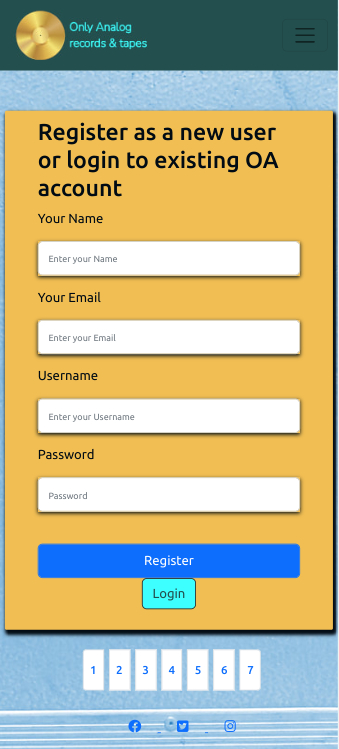 Only Analog
records & tapes
Register as a new user
or login to existing OA
account
Your Name
Enter your Name
Your Email
Enter your Email
Username
Enter your Username
Password
Password
Register
Login
1 2 3 4 5 6 7